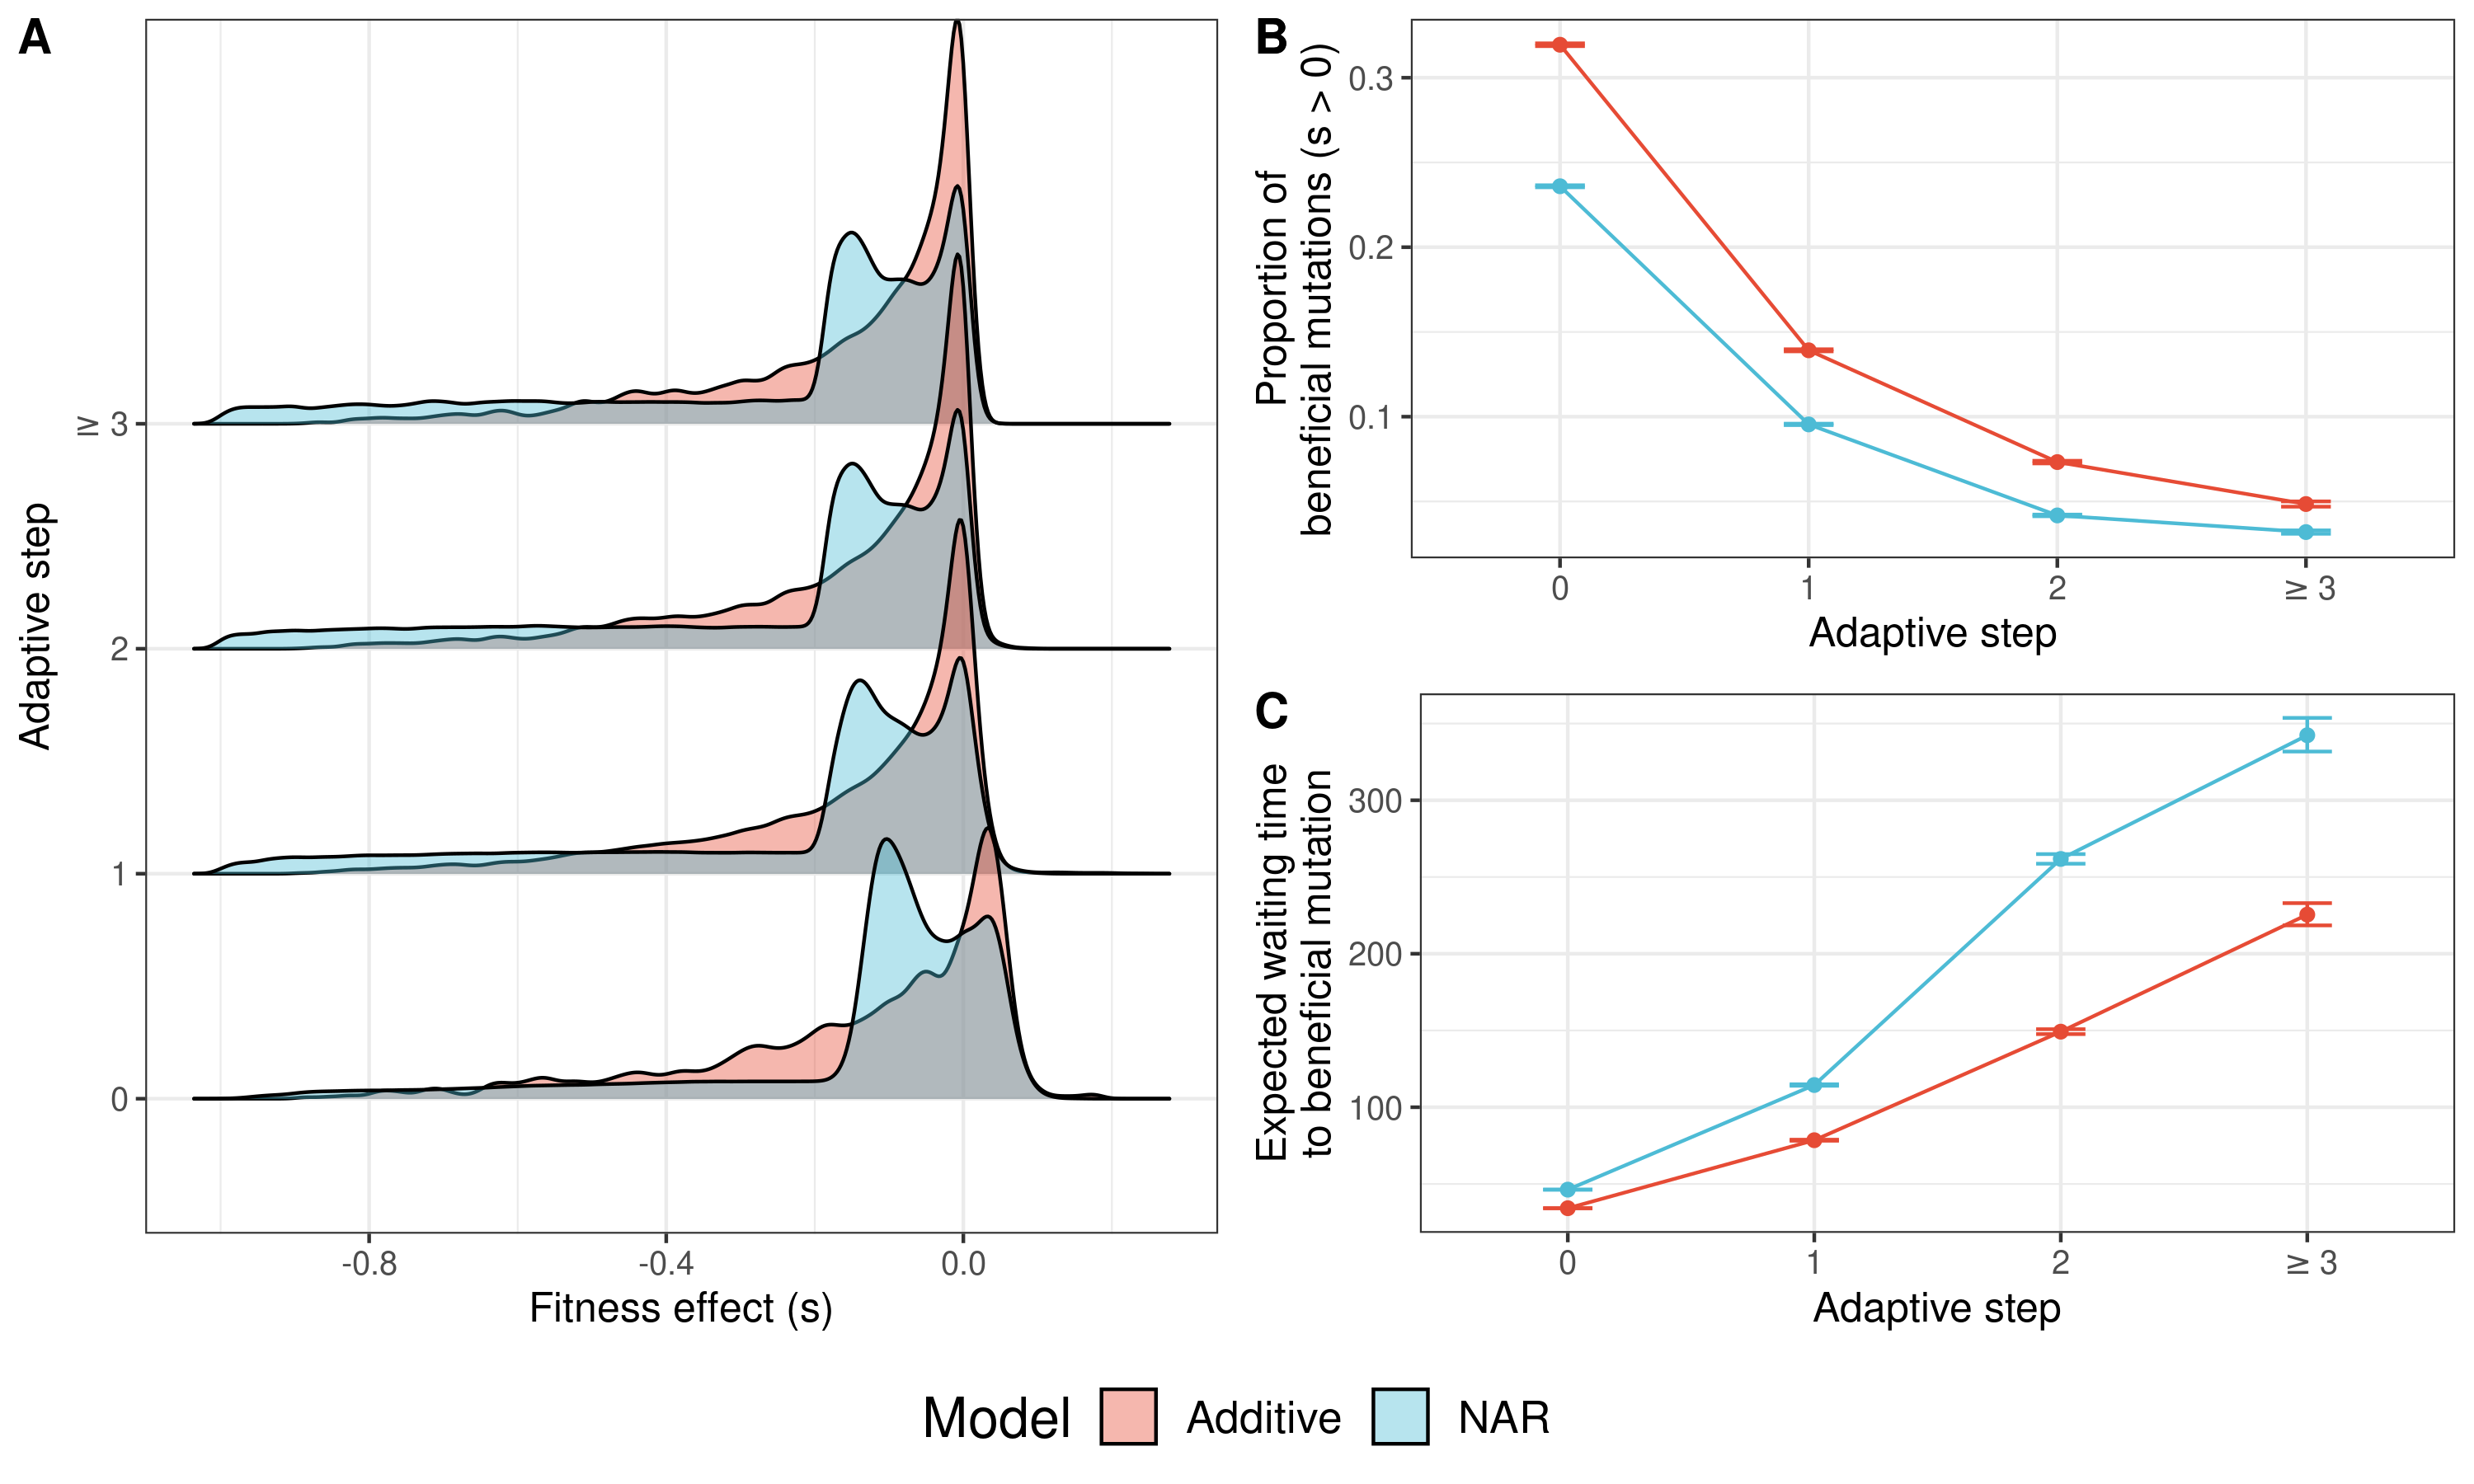 A
Adaptive step
≥ 3
2
1
0
-0.8
-0.4
0.0
Fitness effect (s)
B
Proportion of
beneficial mutations (s > 0)
0.3
0.2
0.1
0
1
2
≥ 3
Adaptive step
C
Expected waiting time
to beneficial mutation
300
200
100
0
1
2
≥ 3
Adaptive step
Model
Additive
NAR